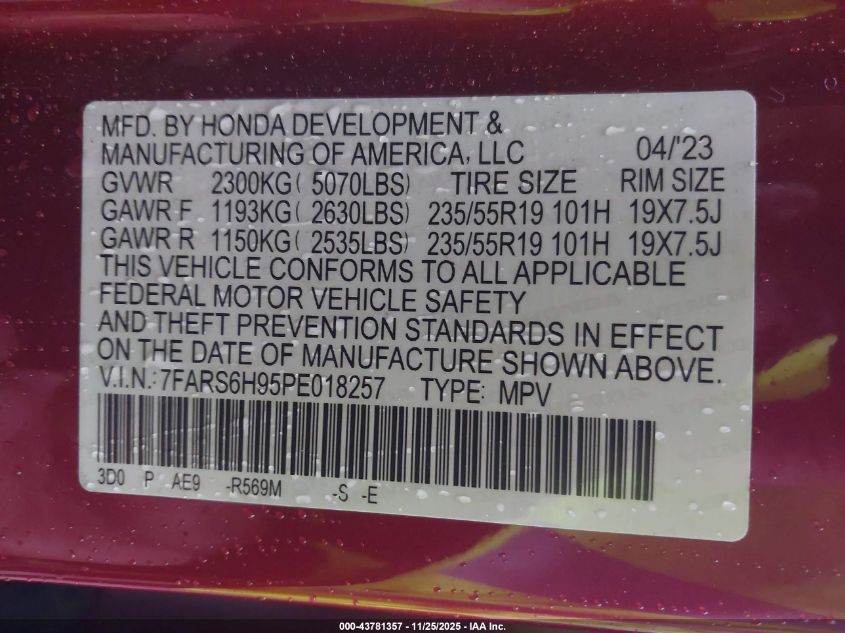 MFD. BY HONDA DEVELOPMENT &
MANUFACTURING OF AMERICA, LLC 04/'23
GVWR 2300KG( 5070LBS) TIRE SIZE RIM SIZE
GAWR F 1193KG( 2630LBS) 235/55R19 101H 19X7.5J
GAWR R 1150KG( 2535LBS) 235/55R19 101H 19X7.5J
THIS VEHICLE CONFORMS TO ALL APPLICABLE
FEDERAL MOTOR VEHICLE SAFETY
AND THEFT PREVENTION STANDARDS IN EFFECT
ON THE DATE OF MANUFACTURE SHOWN ABOVE.
V.I.N.:7FARS6H95PE018257 TYPE: MPV
3D0 P AE9 -R569M -S -E
000-43781357 - 11/25/2025 - IAA Inc.